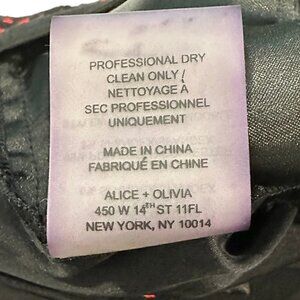 PROFESSIONAL DRY
CLEAN ONLY /
NETTOYAGE À
SEC PROFESSIONNEL
UNIQUEMENT
MADE IN CHINA
FABRIQUÉ EN CHINE
ALICE + OLIVIA
450 W 14TH ST 11FL
NEW YORK, NY 10014